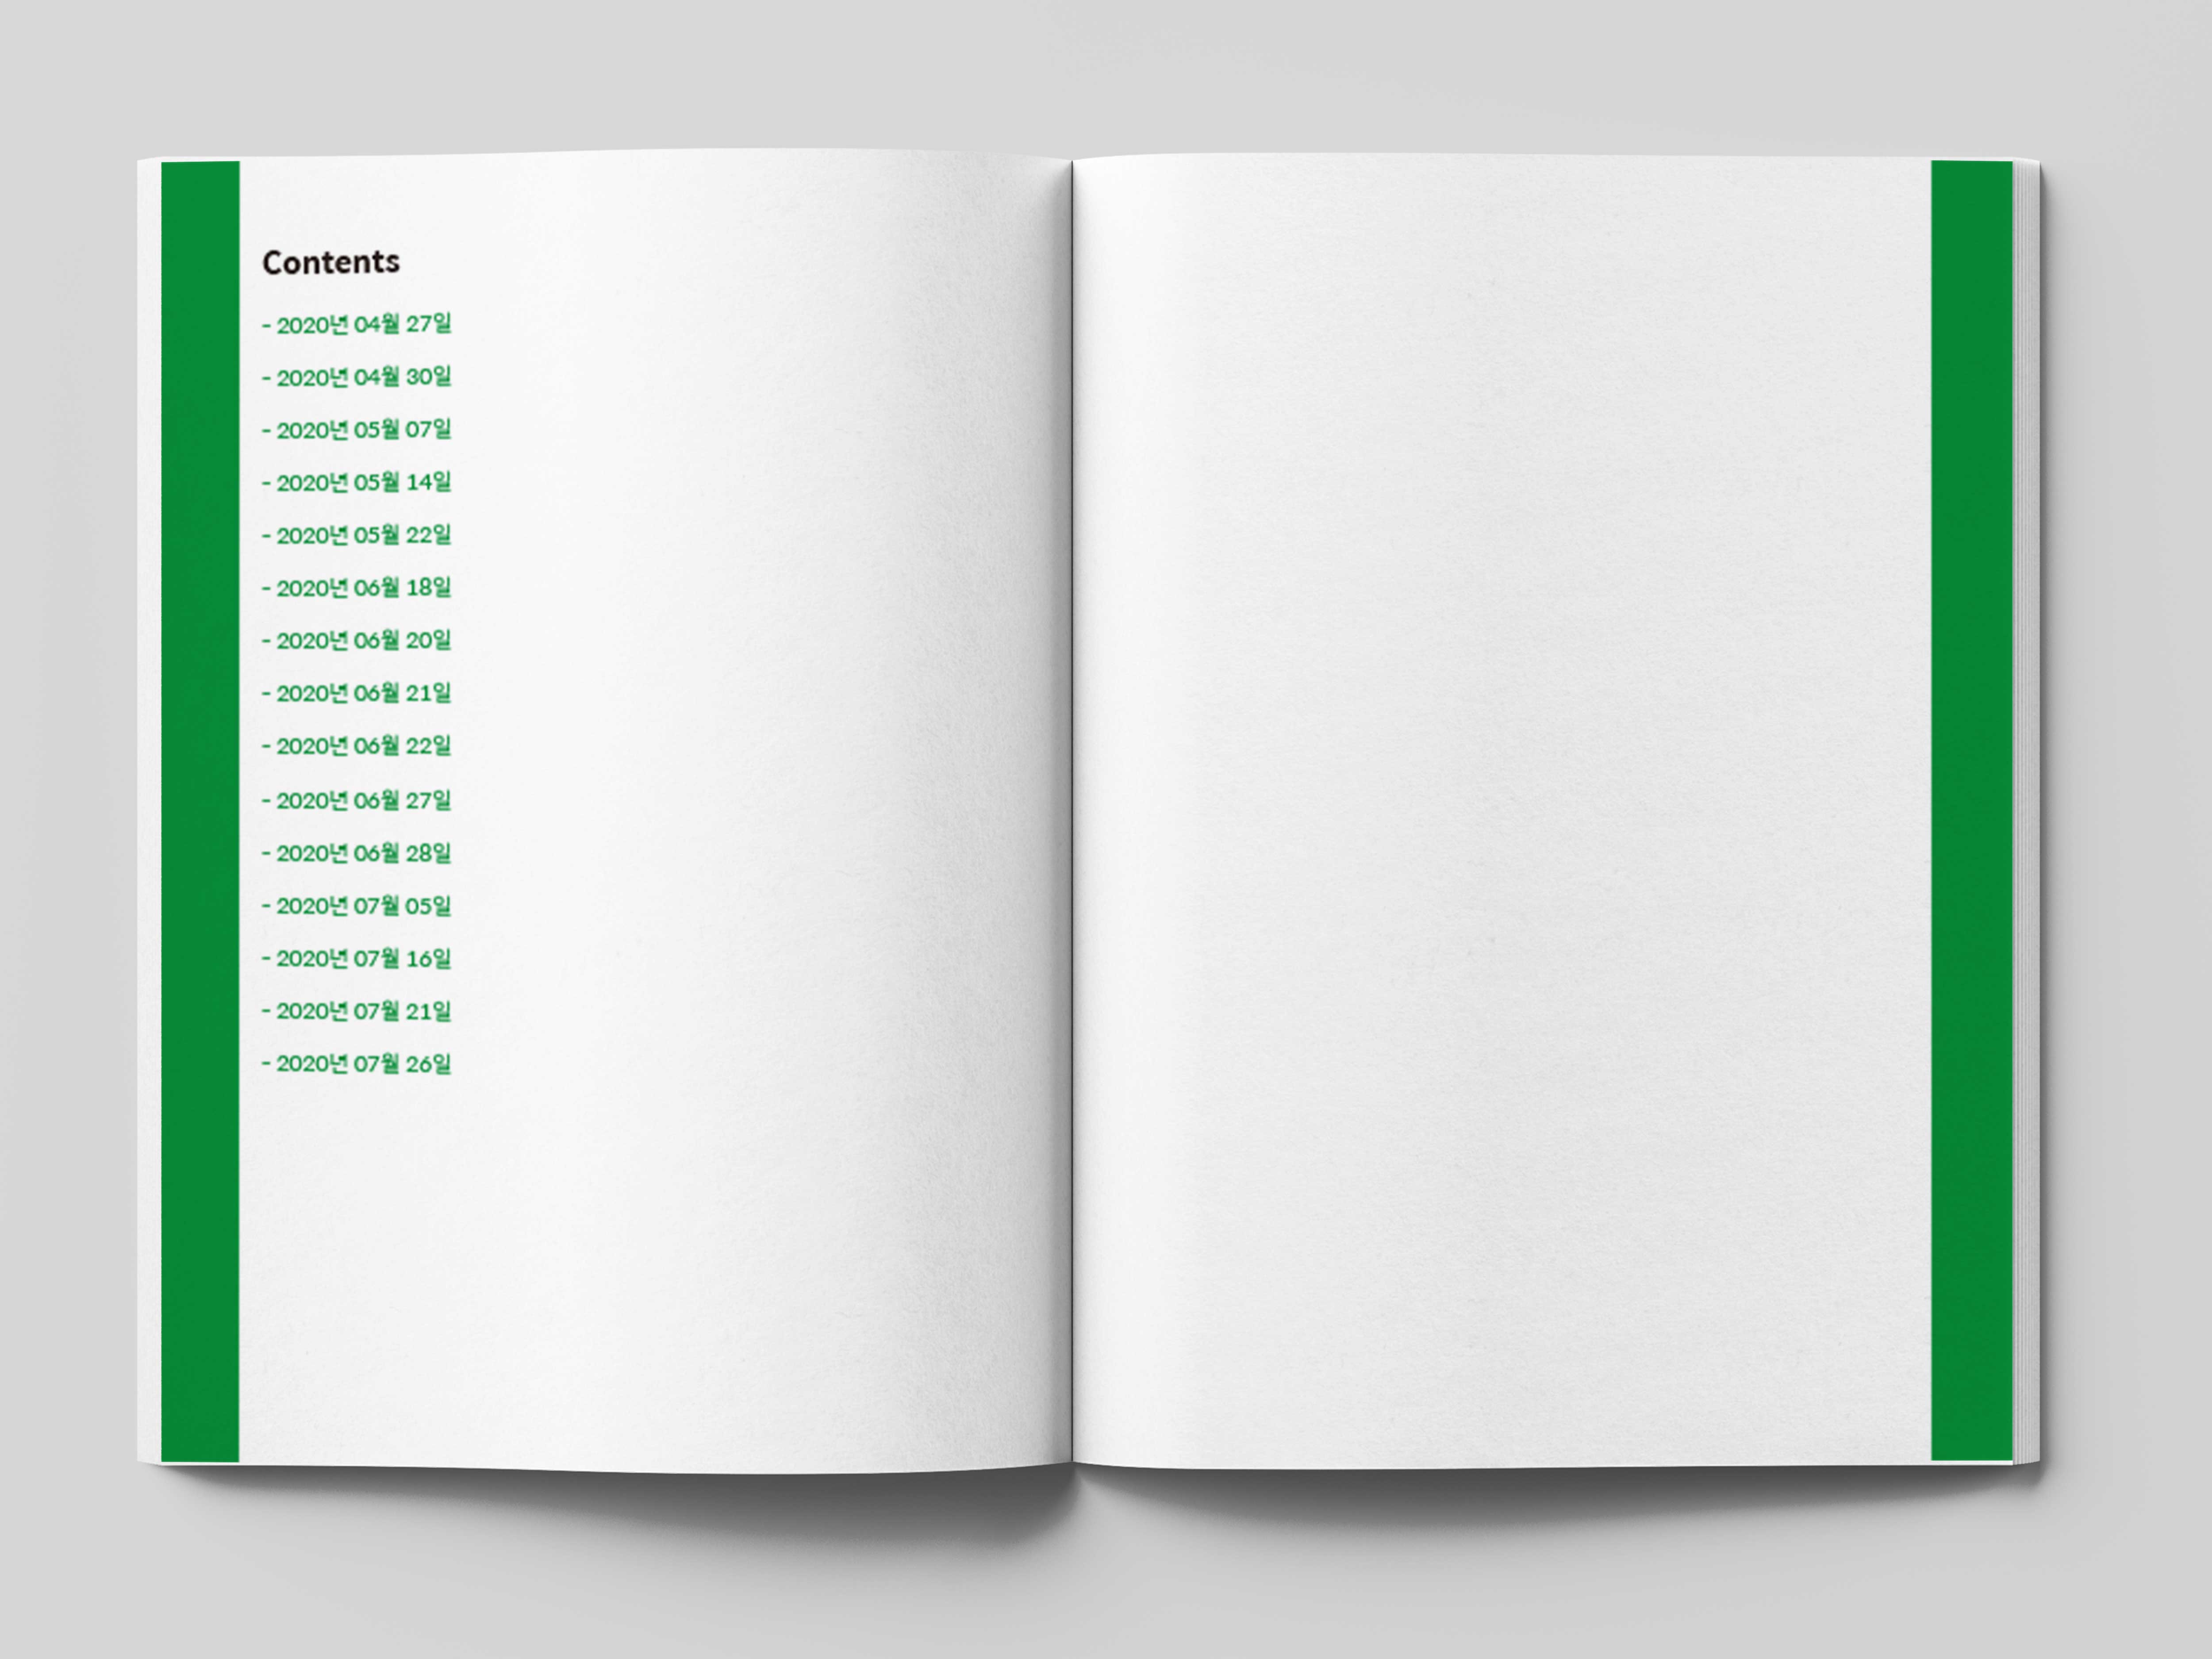 Contents
- 2020년 04월 27일
- 2020년 04월 30일
- 2020년 05월 07일
- 2020년 05월 14일
- 2020년 05월 22일
- 2020년 06월 18일
- 2020년 06월 20일
- 2020년 06월 21일
- 2020년 06월 22일
- 2020년 06월 27일
- 2020년 06월 28일
- 2020년 07월 05일
- 2020년 07월 16일
- 2020년 07월 21일
- 2020년 07월 26일